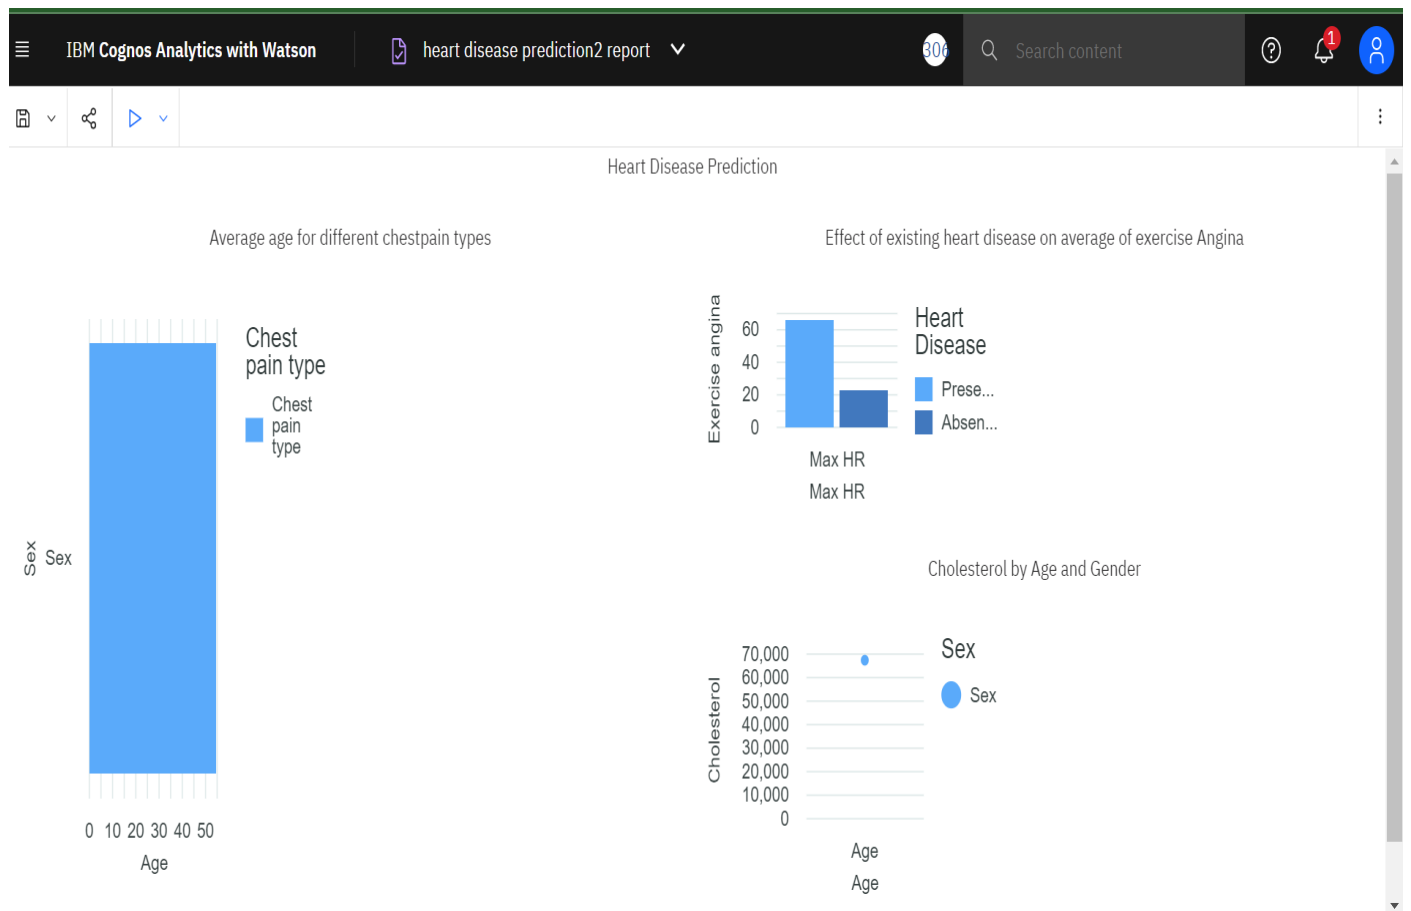 IBM Cognos Analytics with Watson
heart disease prediction2 report
306
Search content
1
Heart Disease Prediction
Average age for different chestpain types
Chest
pain type
Chest
pain
type
Sex
Sex
0 10 20 30 40 50
Age
Effect of existing heart disease on average of exercise Angina
Exercise angina
60
40
20
0
Max HR
Max HR
Heart
Disease
Prese...
Absen...
Cholesterol by Age and Gender
Cholesterol
70,000
60,000
50,000
40,000
30,000
20,000
10,000
0
Age
Age
Sex
Sex